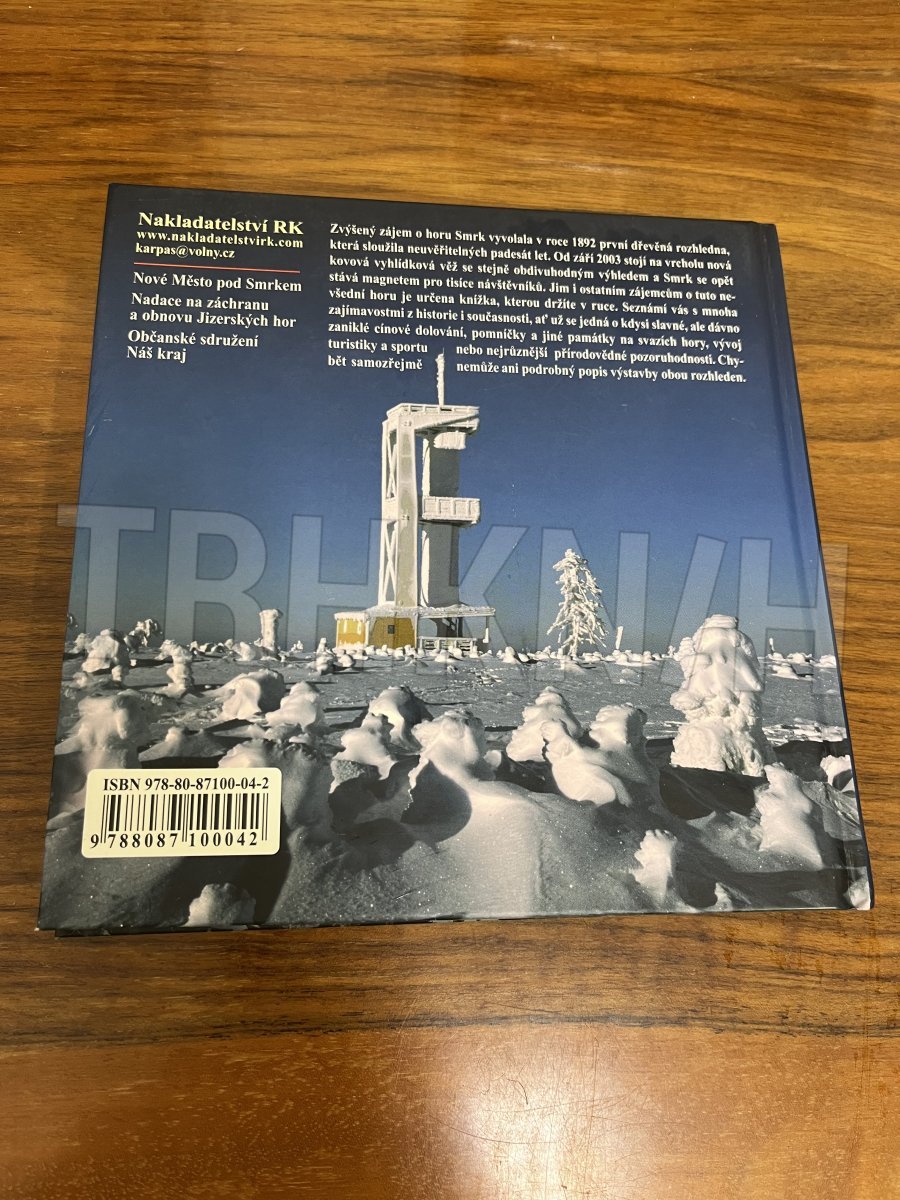 Nakladatelství RK
www.nakladatelstvirk.com
karpas@volny.cz
Nové Město pod Smrkem
Nadace na záchranu
a obnovu Jizerských hor
Občanské sdružení
Náš kraj
Zvýšený zájem o horu Smrk vyvolala v roce 1892 první dřevěná rozhledna,
která sloužila neuvěřitelných padesát let. Od září 2003 stojí na vrcholu nová
kovová vyhlídková věž se stejně obdivuhodným výhledem a Smrk se opět
stává magnetem pro tisíce návštěvníků. Jim i ostatním zájemcům o tuto ne-
všední horu je určena knížka, kterou držíte v ruce. Seznámí vás s mnoha
zajímavostmi z historie i současnosti, ať už se jedná o kdysi slavné, ale dávno
zaniklé cínové dolování, pomníčky a jiné památky na svazích hory, vývoj
turistiky a sportu nebo nejrůznější přírodovědné pozoruhodnosti. Chy-
bět samozřejmě nemůže ani podrobný popis výstavby obou rozhleden.
TRHKNIH
ISBN 978-80-87100-04-2
9 788087 100042